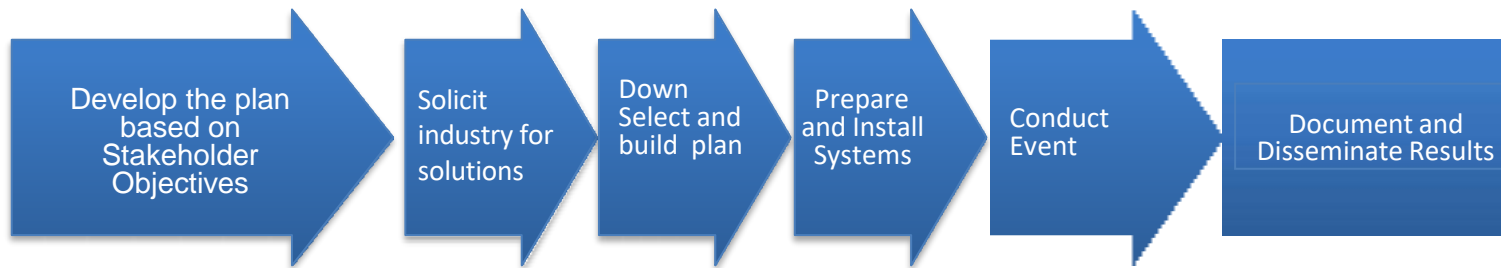 Develop the plan
based on
Stakeholder
Objectives
Solicit
industry for
solutions
Down
Select and
build plan
Prepare
and Install
Systems
Conduct
Event
Document and
Disseminate Results